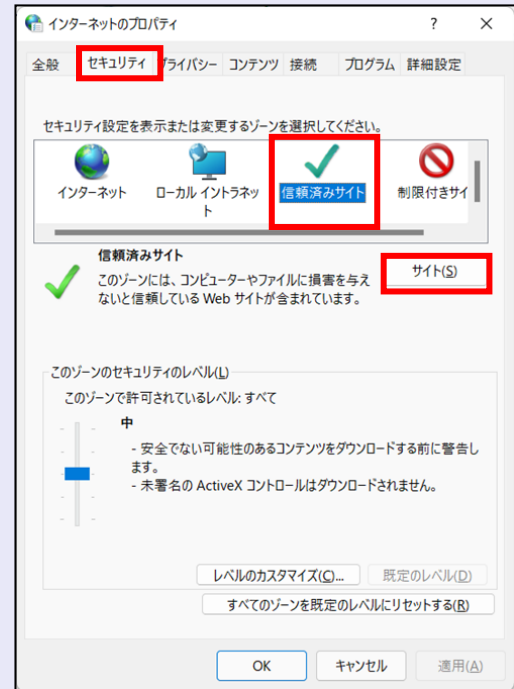 インターネットのプロパティ
?
×
全般
セキュリティ
プライバシー
コンテンツ
接続
プログラム
詳細設定
セキュリティ設定を表示または変更するゾーンを選択してください。
インターネット
ローカル イントラネッ
ト
信頼済みサイト
制限付きサイ
信頼済みサイト
このゾーンには、コンピューターやファイルに損害を与え
ないと信頼している Web サイトが含まれています。
サイト(S)
このゾーンのセキュリティのレベル(L)
このゾーンで許可されているレベル: すべて
中
- 安全でない可能性のあるコンテンツをダウンロードする前に警告し
ます。
- 未署名の ActiveX コントロールはダウンロードされません。
レベルのカスタマイズ(C)...
既定のレベル(D)
すべてのゾーンを既定のレベルにリセットする(R)
OK
キャンセル
適用(A)